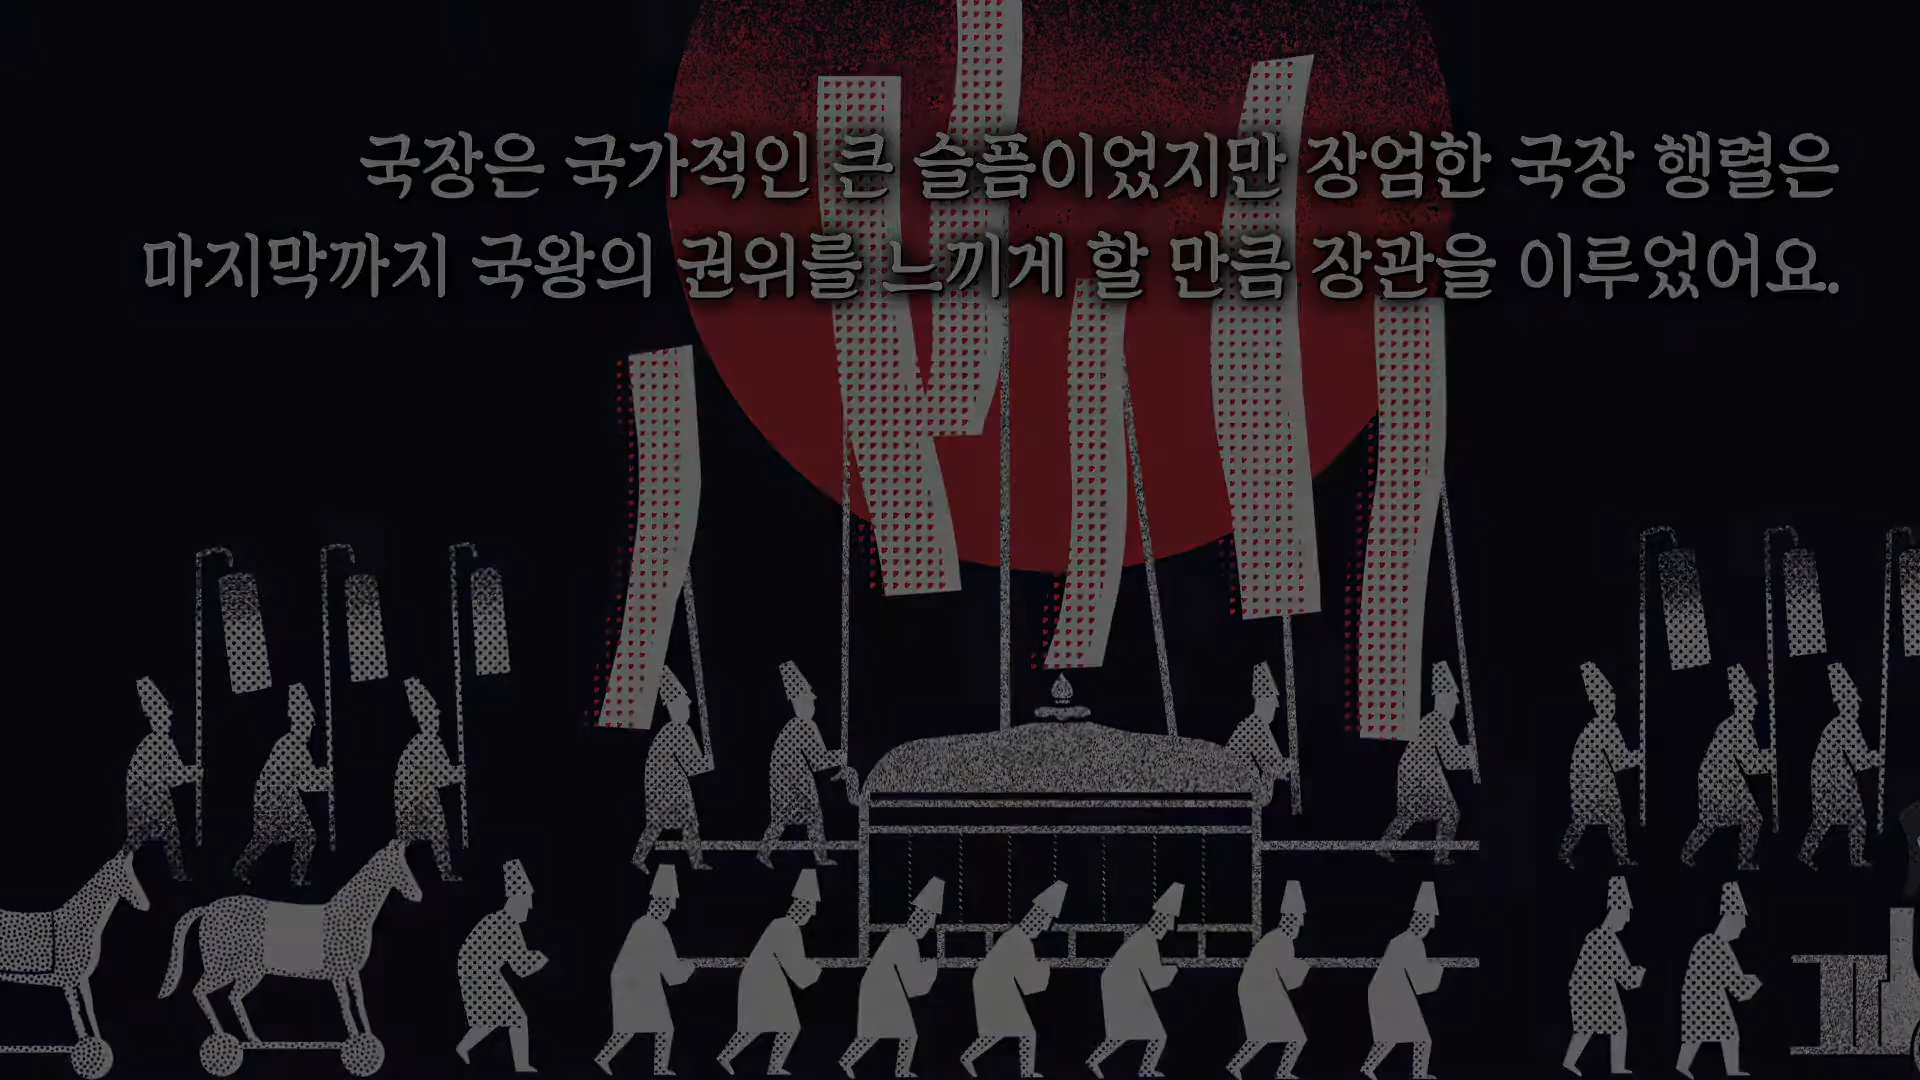 국장은 국가적인 큰 슬픔이었지만 장엄한 국장 행렬은
마지막까지 국왕의 권위를 느끼게 할 만큼 장관을 이루었어요.